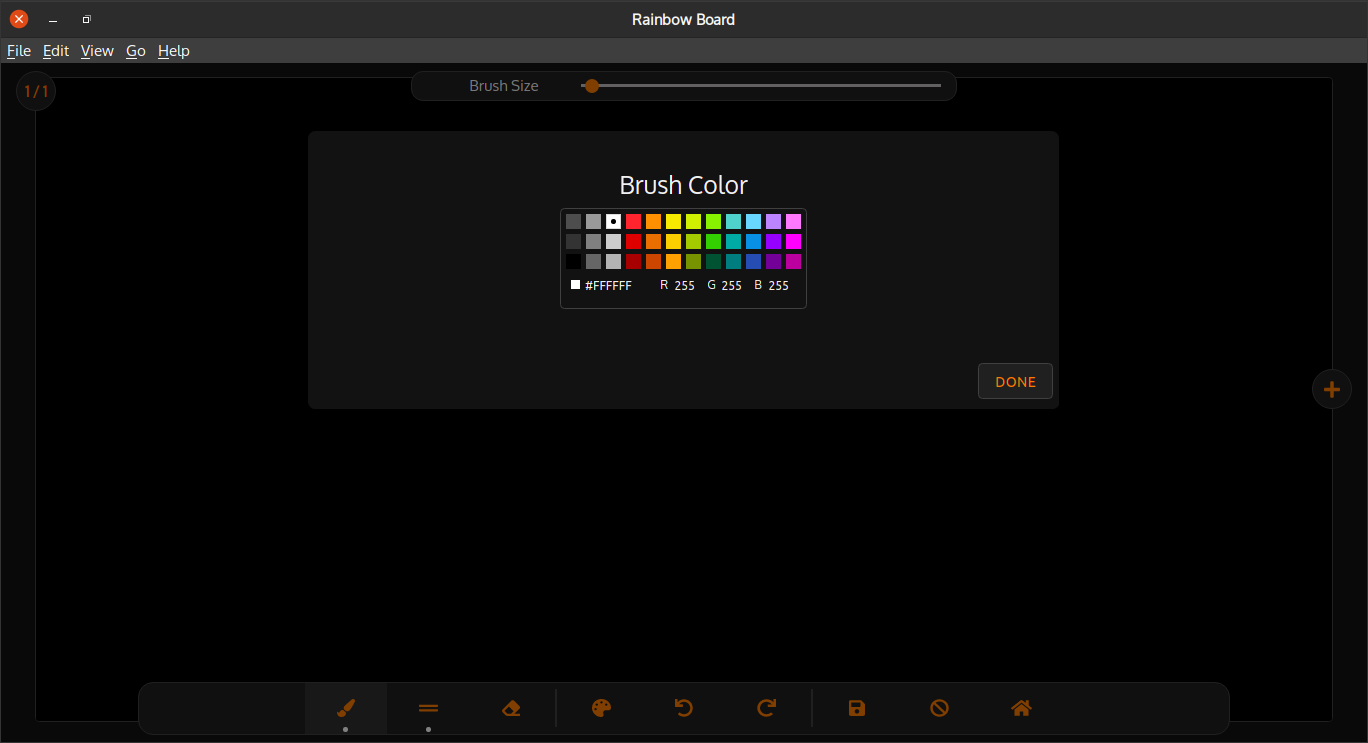 Rainbow Board
File Edit View Go Help
1/1
Brush Size
Brush Color
#FFFFFF R 255 G 255 B 255
DONE